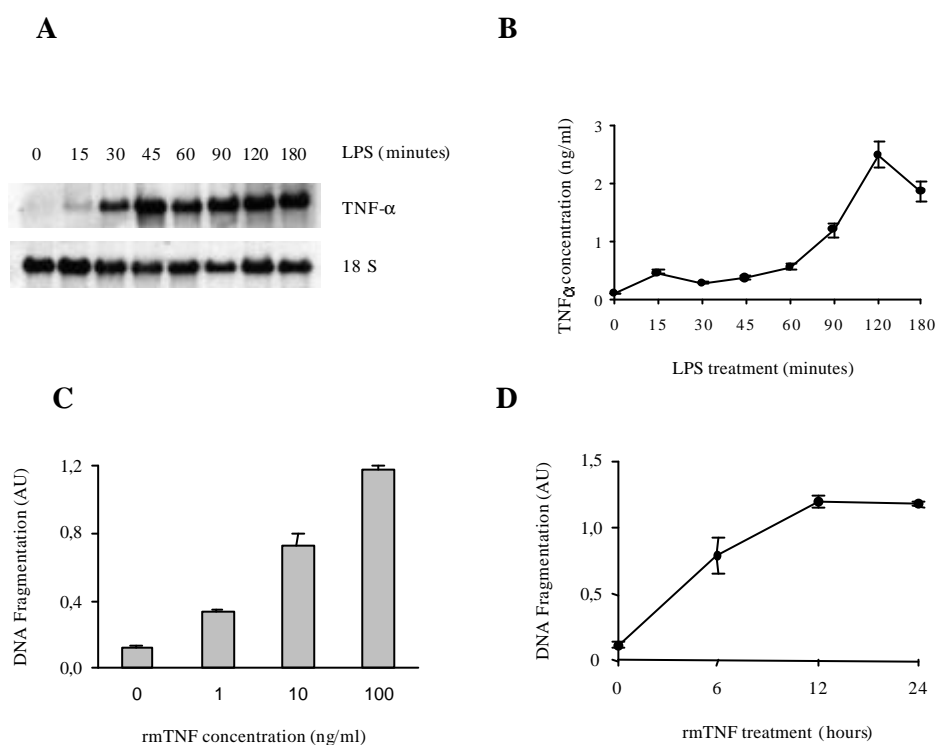 A
0 15 30 45 60 90 120 180 LPS (minutes)
TNF-α
18 S
B
TNFα concentration (ng/ml)
3
2
1
0
0 15 30 45 60 90 120 180
LPS treatment (minutes)
C
DNA Fragmentation (AU)
1,2
0,8
0,4
0,0
0 1 10 100
rmTNF concentration (ng/ml)
D
DNA Fragmentation (AU)
1,5
1,0
0,5
0
0 6 12 24
rmTNF treatment (hours)